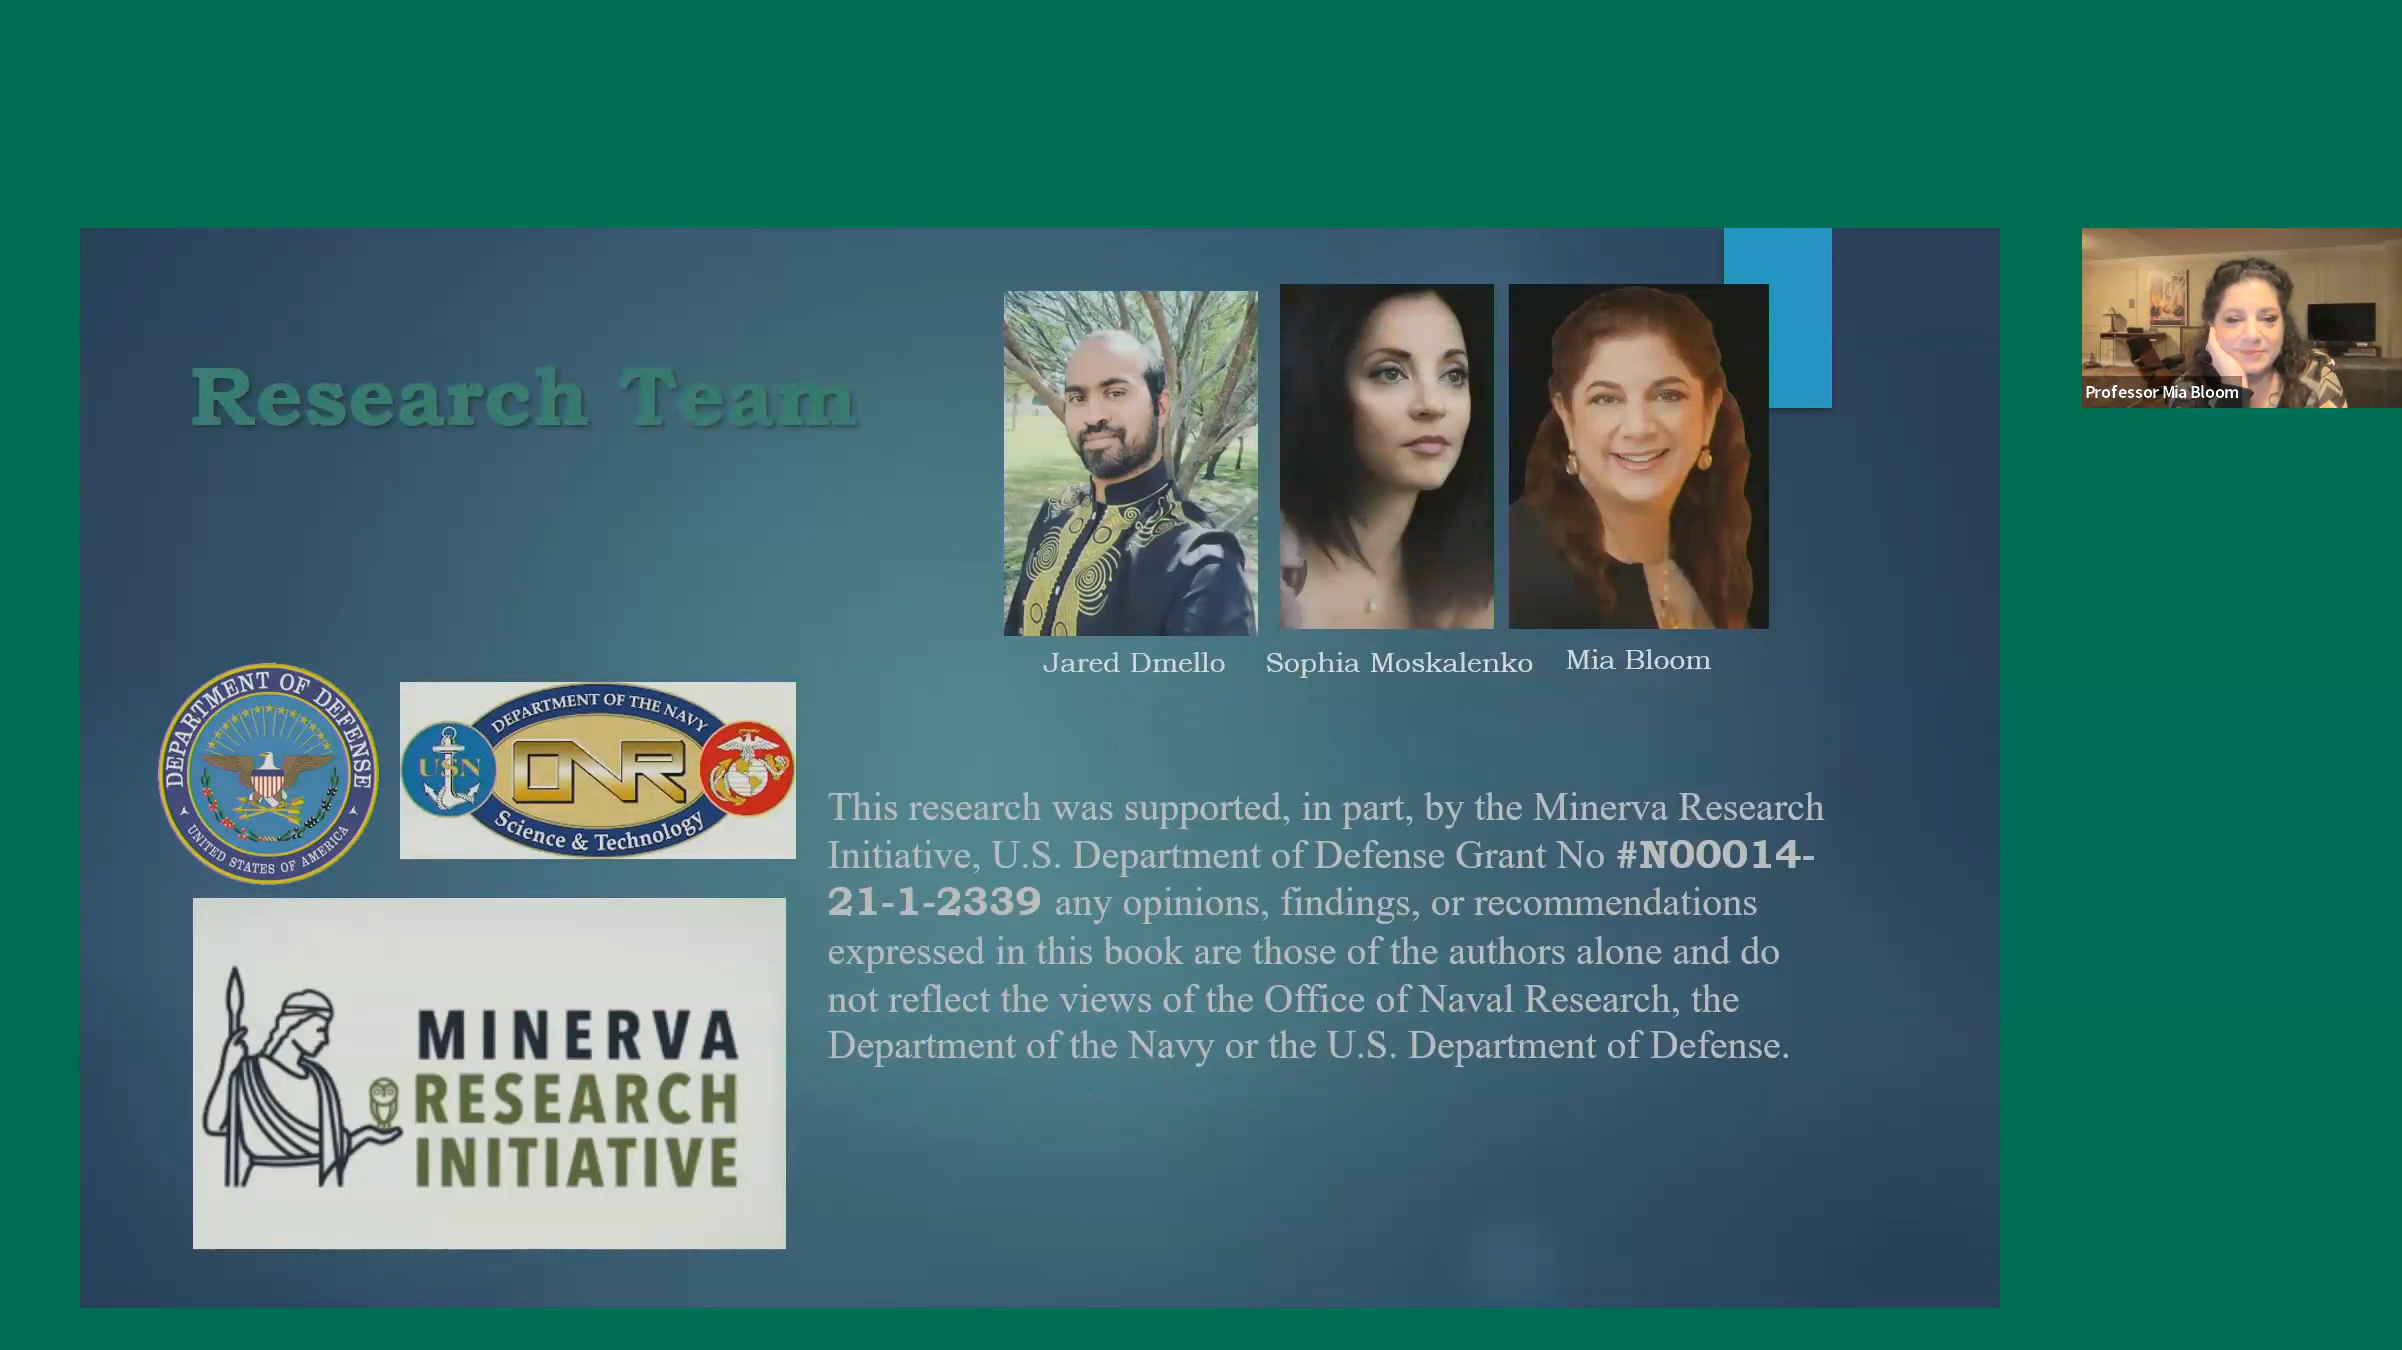 Research Team
Jared Dmello
Sophia Moskalenko
Mia Bloom
Professor Mia Bloom
DEPARTMENT OF DEFENSE
UNITED STATES OF AMERICA
DEPARTMENT OF THE NAVY
USN
ONR
Science & Technology
MINERVA
RESEARCH
INITIATIVE
This research was supported, in part, by the Minerva Research
Initiative, U.S. Department of Defense Grant No #N00014-
21-1-2339 any opinions, findings, or recommendations
expressed in this book are those of the authors alone and do
not reflect the views of the Office of Naval Research, the
Department of the Navy or the U.S. Department of Defense.